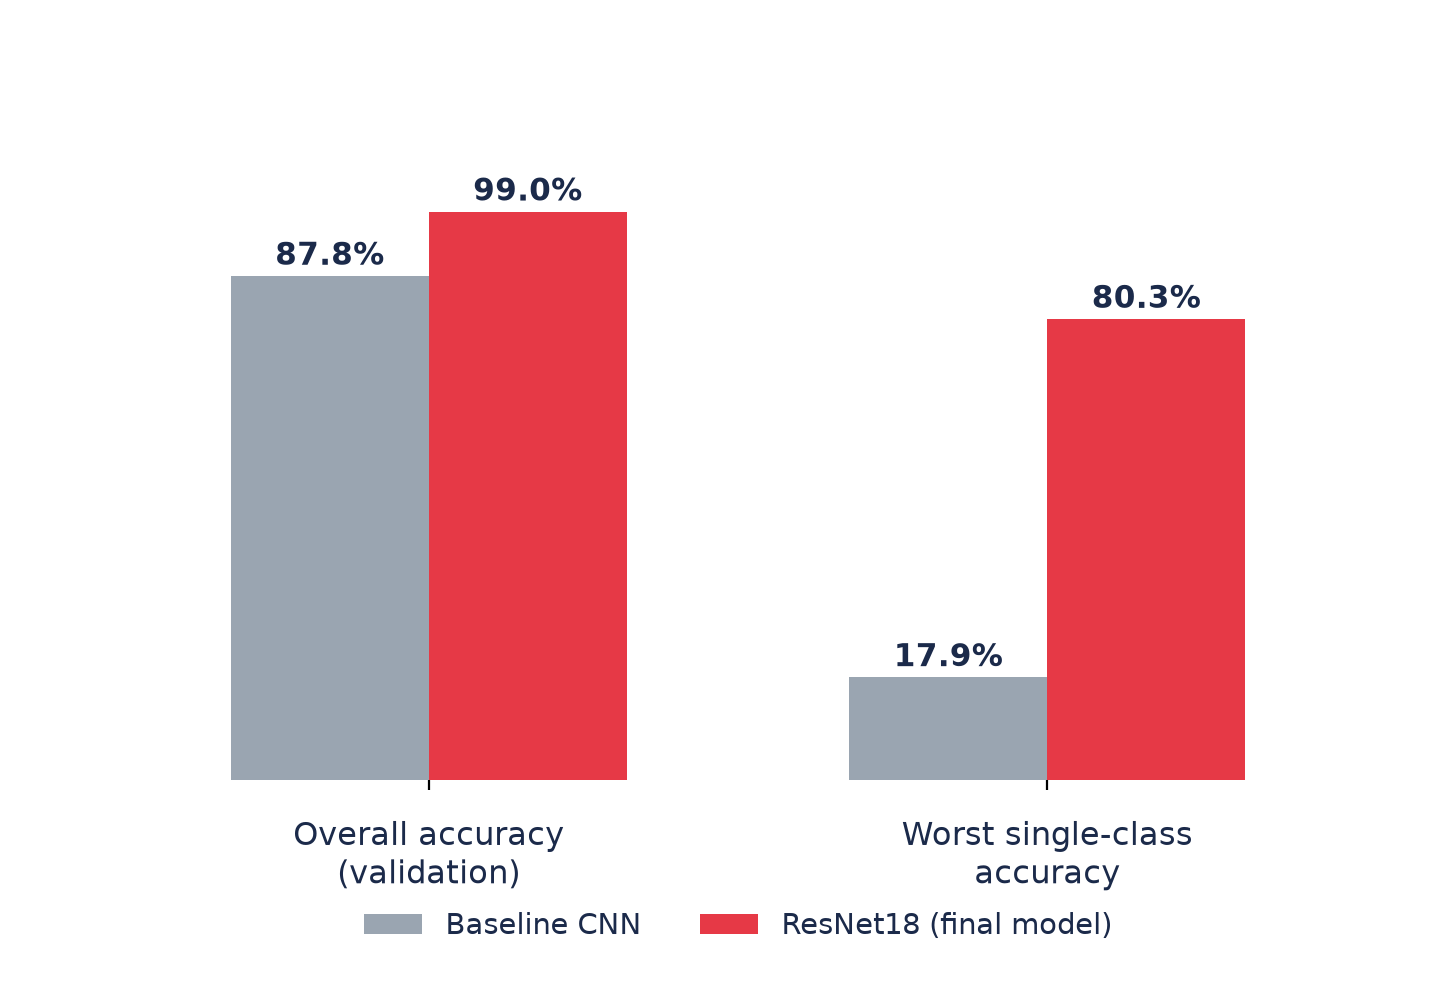 99.0%
87.8%
80.3%
17.9%
Overall accuracy
(validation)
Worst single-class
accuracy
Baseline CNN
ResNet18 (final model)